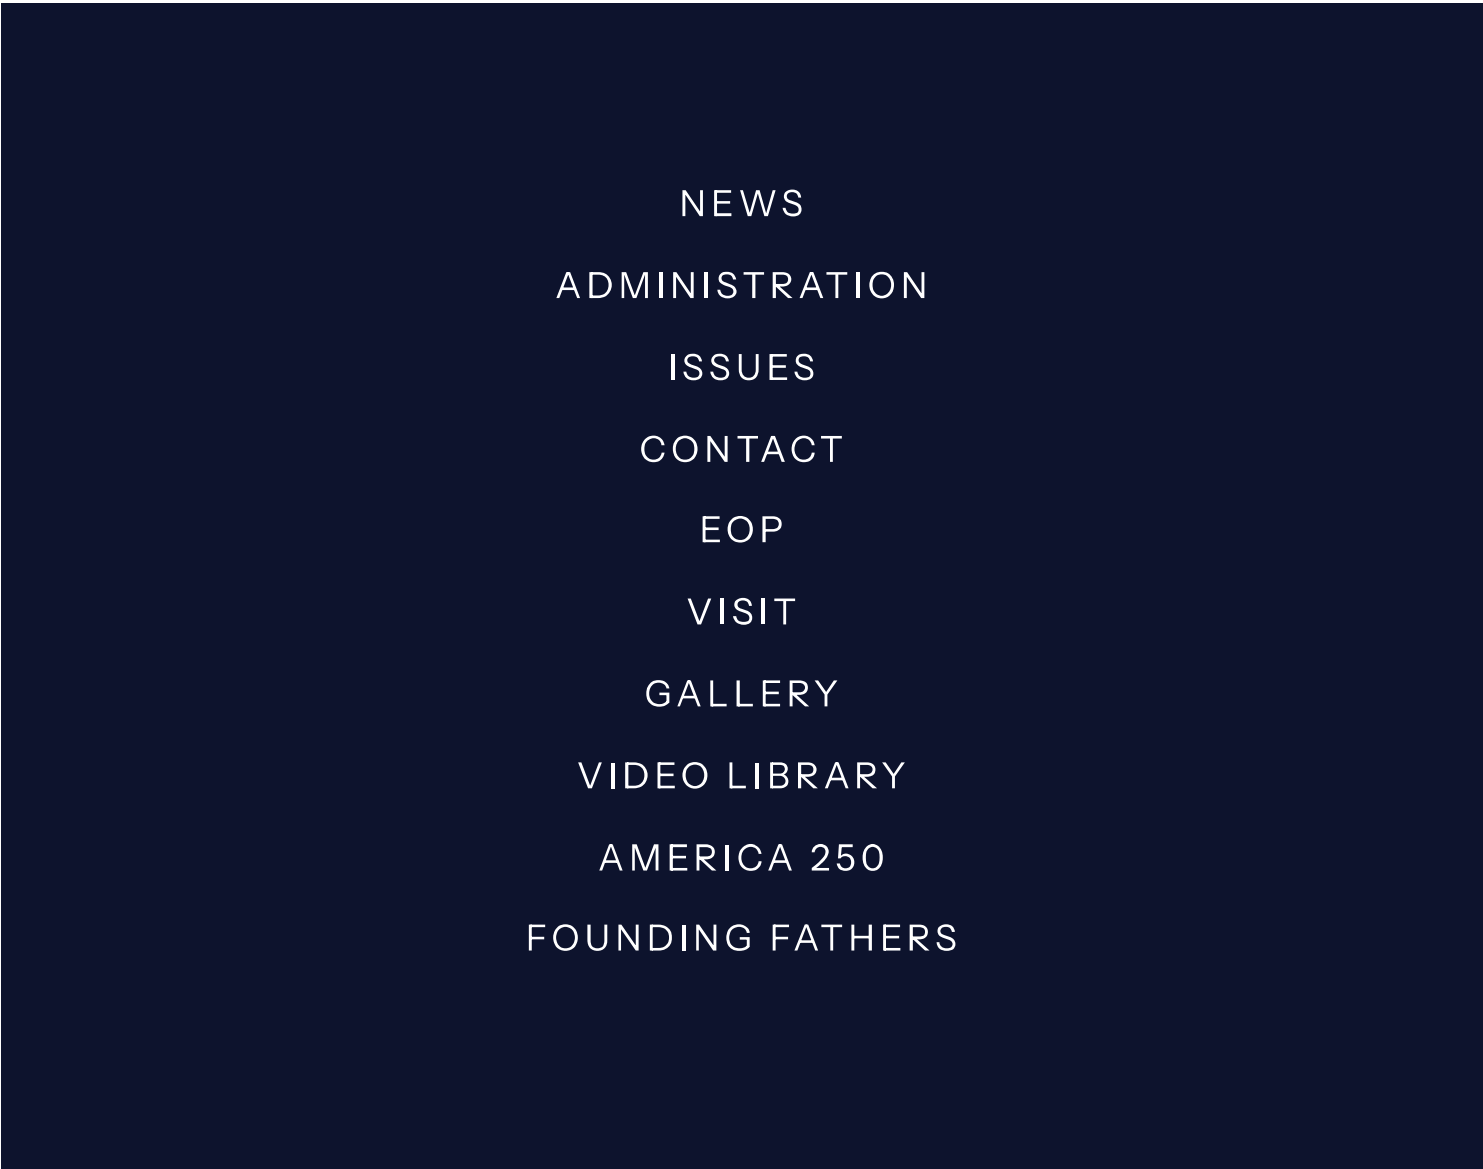 NEWS
ADMINISTRATION
ISSUES
CONTACT
EOP
VISIT
GALLERY
VIDEO LIBRARY
AMERICA 250
FOUNDING FATHERS